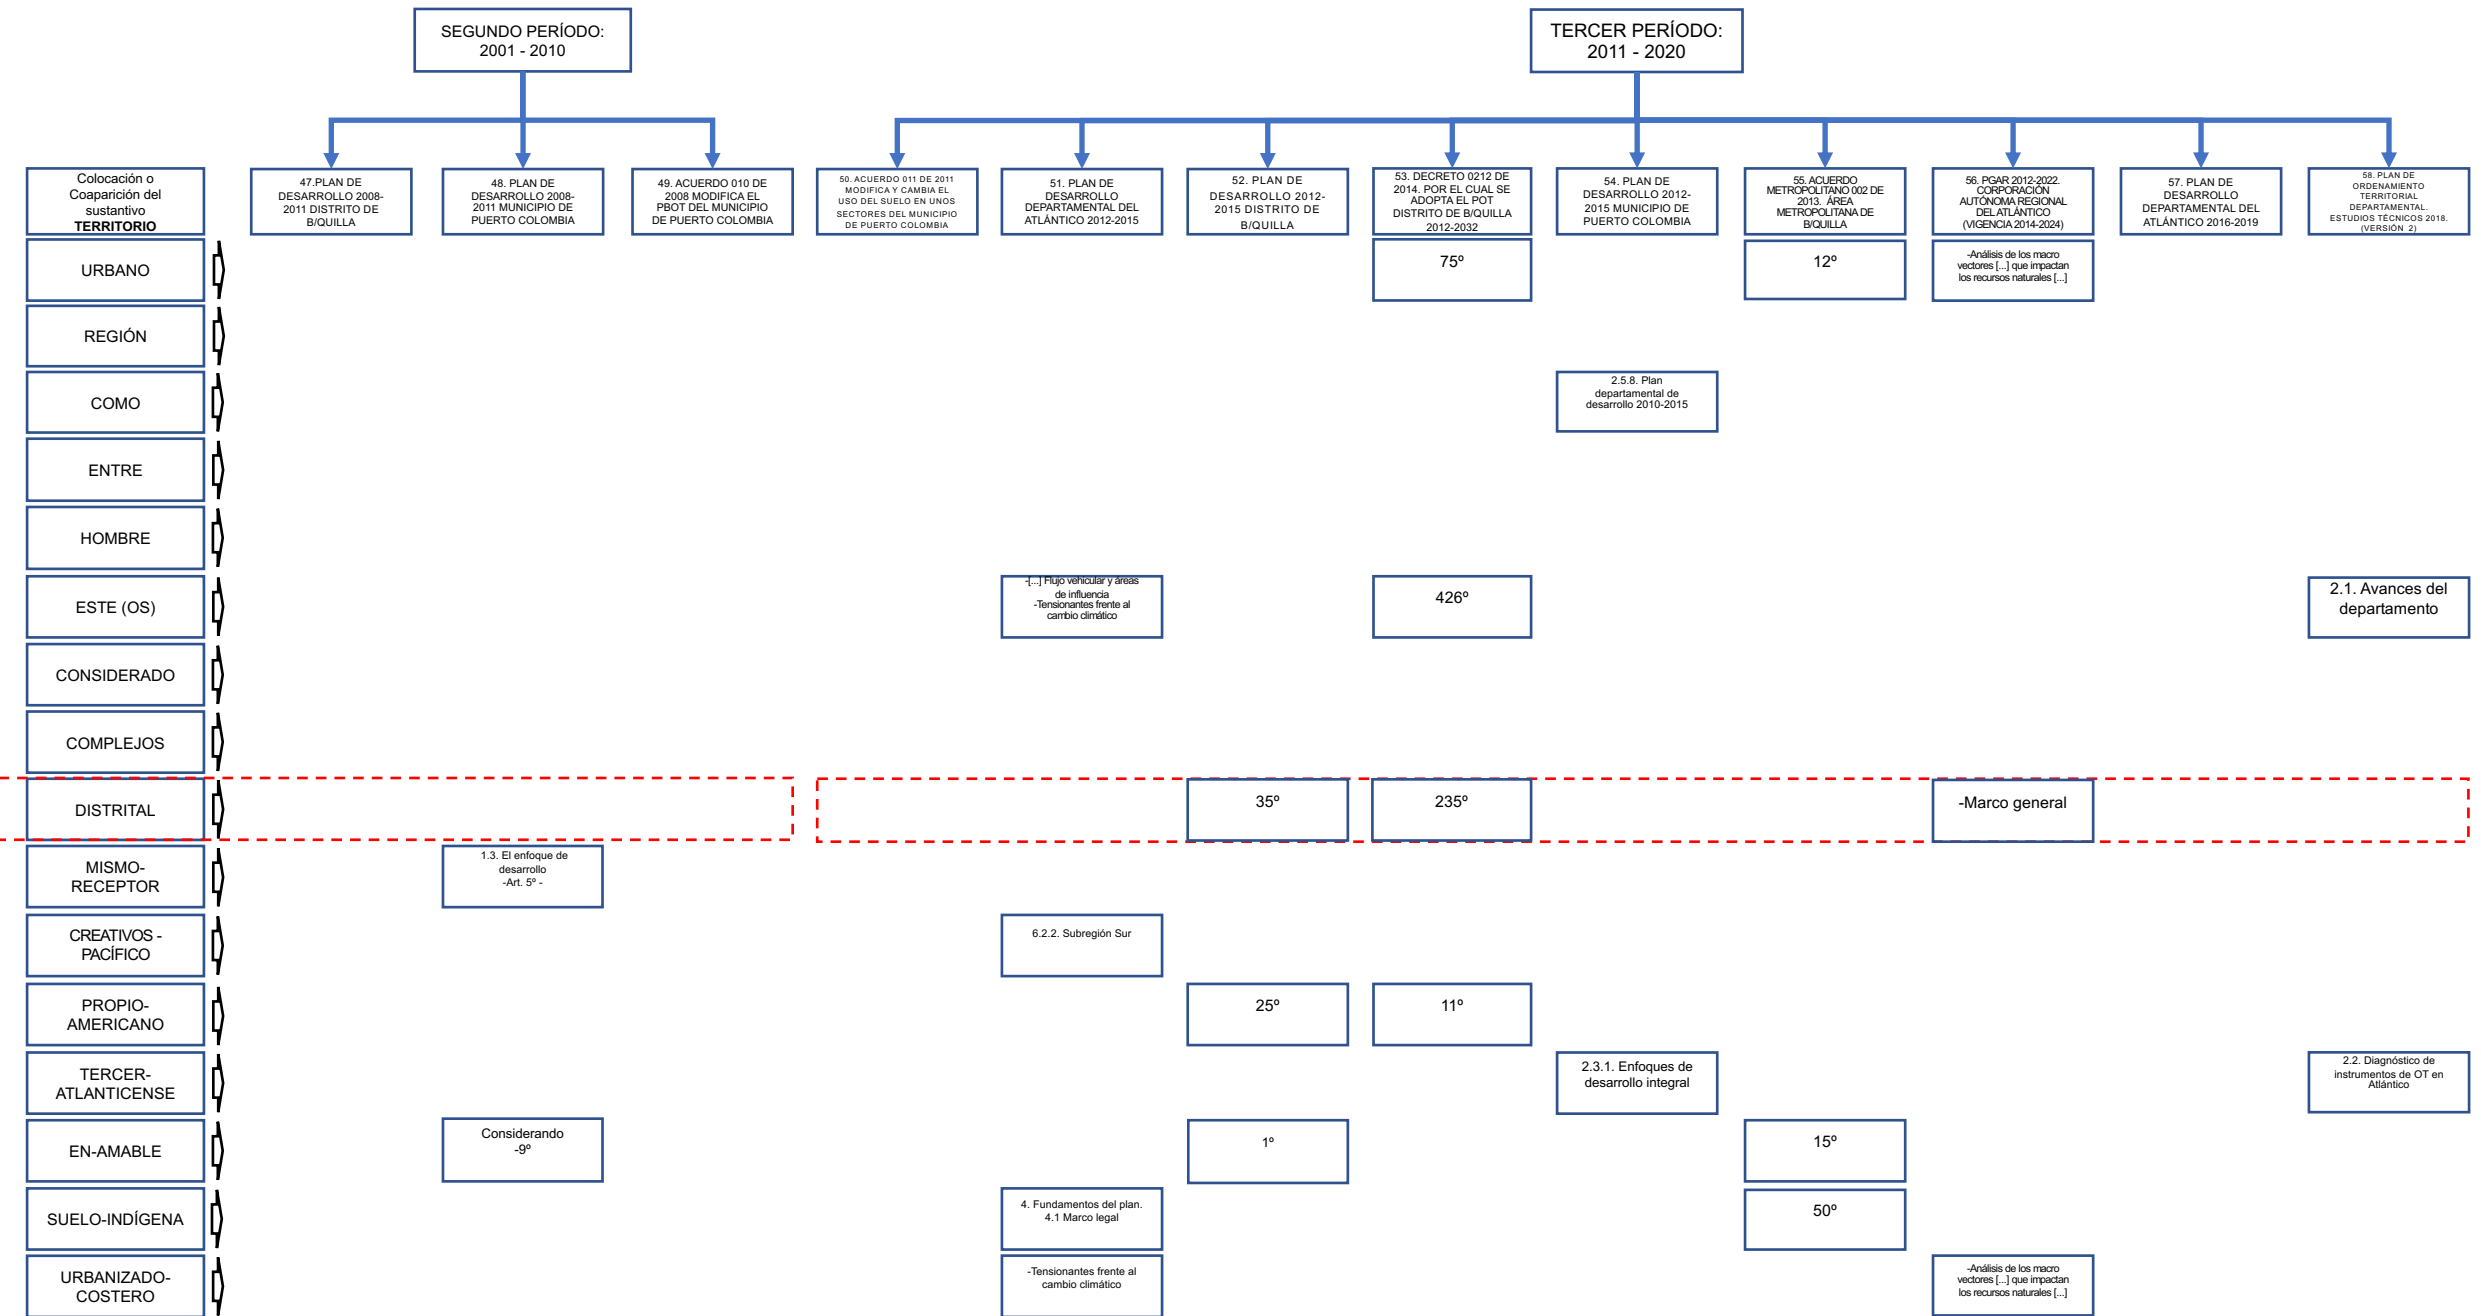 SEGUNDO PERÍODO:
2001 - 2010
TERCER PERÍODO:
2011 - 2020
Colocación o
Coaparición del
sustantivo
TERRITORIO
47.PLAN DE
DESARROLLO 2008-
2011 DISTRITO DE
B/QUILLA
48. PLAN DE
DESARROLLO 2008-
2011 MUNICIPIO DE
PUERTO COLOMBIA
49. ACUERDO 010 DE
2008 MODIFICA EL
PBOT DEL MUNICIPIO
DE PUERTO COLOMBIA
50. ACUERDO 011 DE 2011
MODIFICA Y CAMBIA EL
USO DEL SUELO EN UNOS
SECTORES DEL MUNICIPIO
DE PUERTO COLOMBIA
51. PLAN DE
DESARROLLO
DEPARTAMENTAL DEL
ATLÁNTICO 2012-2015
52. PLAN DE
DESARROLLO 2012-
2015 DISTRITO DE
B/QUILLA
53. DECRETO 0212 DE
2014. POR EL CUAL SE
ADOPTA EL POT
DISTRITO DE B/QUILLA
2012-2032
54. PLAN DE
DESARROLLO 2012-
2015 MUNICIPIO DE
PUERTO COLOMBIA
55. ACUERDO
METROPOLITANO 002 DE
2013. ÁREA
METROPOLITANA DE
B/QUILLA
56. PGAR 2012-2022.
CORPORACIÓN
AUTÓNOMA REGIONAL
DEL ATLÁNTICO
(VIGENCIA 2014-2024)
57. PLAN DE
DESARROLLO
DEPARTAMENTAL DEL
ATLÁNTICO 2016-2019
58. PLAN DE
ORDENAMIENTO
TERRITORIAL
DEPARTAMENTAL.
ESTUDIOS TÉCNICOS 2018.
(VERSIÓN 2)
URBANO
75º
12º
-Análisis de los macro
vectores [...] que impactan
los recursos naturales [...]
REGIÓN
COMO
2.5.8. Plan
departamental de
desarrollo 2010-2015
ENTRE
HOMBRE
ESTE (OS)
-[...] Flujo vehicular y áreas
de influencia
-Tensionantes frente al
cambio climático
426º
2.1. Avances del
departamento
CONSIDERADO
COMPLEJOS
DISTRITAL
35º
235º
-Marco general
MISMO-
RECEPTOR
1.3. El enfoque de
desarrollo
-Art. 5º -
CREATIVOS -
PACÍFICO
6.2.2. Subregión Sur
PROPIO-
AMERICANO
25º
11º
TERCER-
ATLANTICENSE
2.3.1. Enfoques de
desarrollo integral
2.2. Diagnóstico de
instrumentos de OT en
Atlántico
EN-AMABLE
Considerando
-9º
1º
15º
SUELO-INDÍGENA
4. Fundamentos del plan.
4.1 Marco legal
50º
URBANIZADO-
COSTERO
-Tensionantes frente al
cambio climático
-Análisis de los macro
vectores [...] que impactan
los recursos naturales [...]